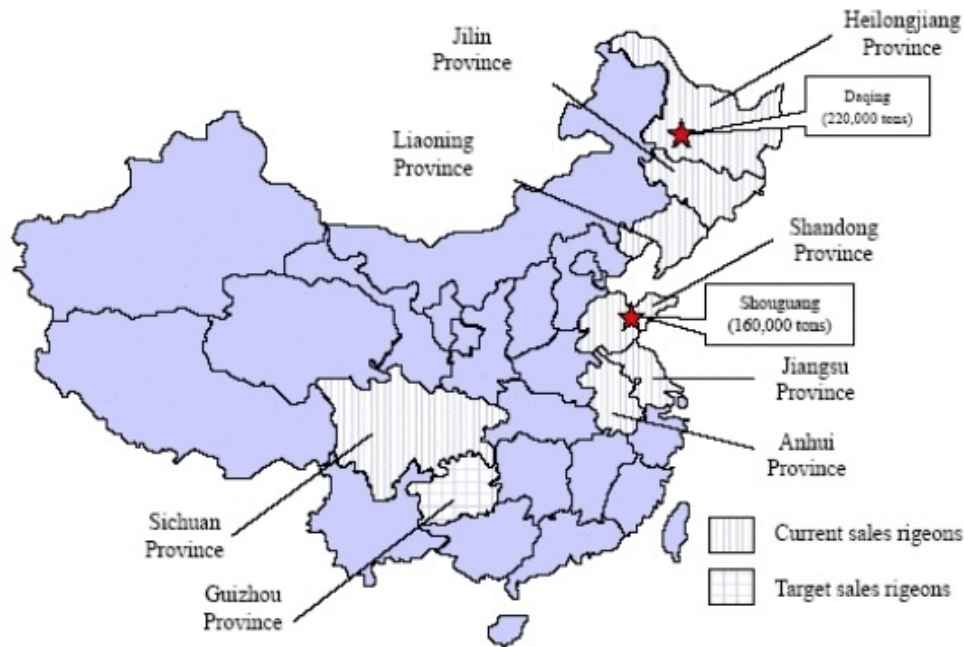 Jilin
Province
Heilongjiang
Province
Daqing
(220,000 tons)
Liaoning
Province
Shandong
Province
Shouguang
(160,000 tons)
Jiangsu
Province
Anhui
Province
Sichuan
Province
Guizhou
Province
Current sales rigeons
Target sales rigeons